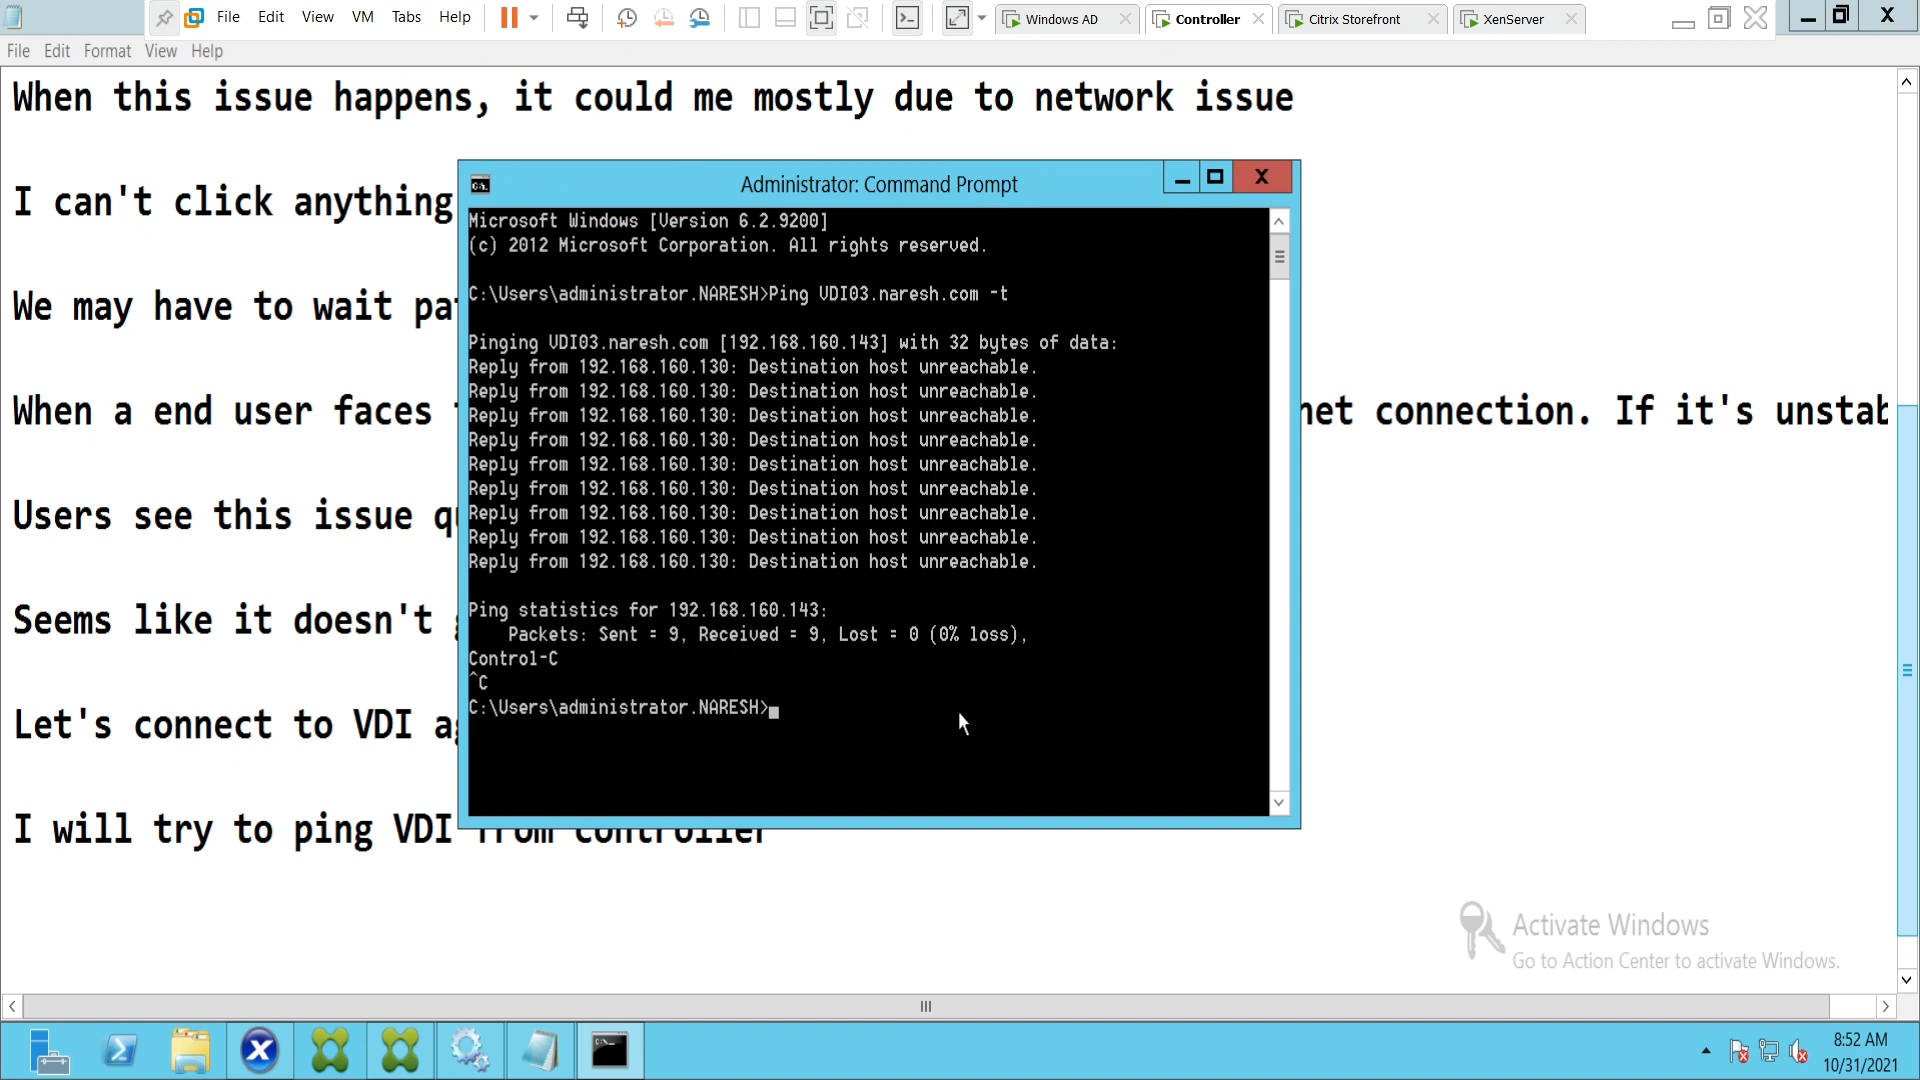 File Edit View VM Tabs Help Windows AD Controller Citrix Storefront XenServer
File Edit Format View Help
When this issue happens, it could me mostly due to network issue
I can't click anything
We may have to wait
When a end user faces
net connection. If it's
Users see this issue
Seems like it doesn't
Let's connect to VDI
I will try to ping VDI from controller
Administrator: Command Prompt
Microsoft Windows [Version 6.2.9200]
(c) 2012 Microsoft Corporation. All rights reserved.
C:\Users\administrator.NARESH>Ping VDI03.naresh.com -t
Pinging VDI03.naresh.com [192.168.160.143] with 32 bytes of data:
Reply from 192.168.160.130: Destination host unreachable.
Reply from 192.168.160.130: Destination host unreachable.
Reply from 192.168.160.130: Destination host unreachable.
Reply from 192.168.160.130: Destination host unreachable.
Reply from 192.168.160.130: Destination host unreachable.
Reply from 192.168.160.130: Destination host unreachable.
Reply from 192.168.160.130: Destination host unreachable.
Reply from 192.168.160.130: Destination host unreachable.
Reply from 192.168.160.130: Destination host unreachable.
Ping statistics for 192.168.160.143:
Packets: Sent = 9, Received = 9, Lost = 0 (0% loss),
Control-C
^C
C:\Users\administrator.NARESH>
Activate Windows
Go to Action Center to activate Windows.
8:52 AM
10/31/2021